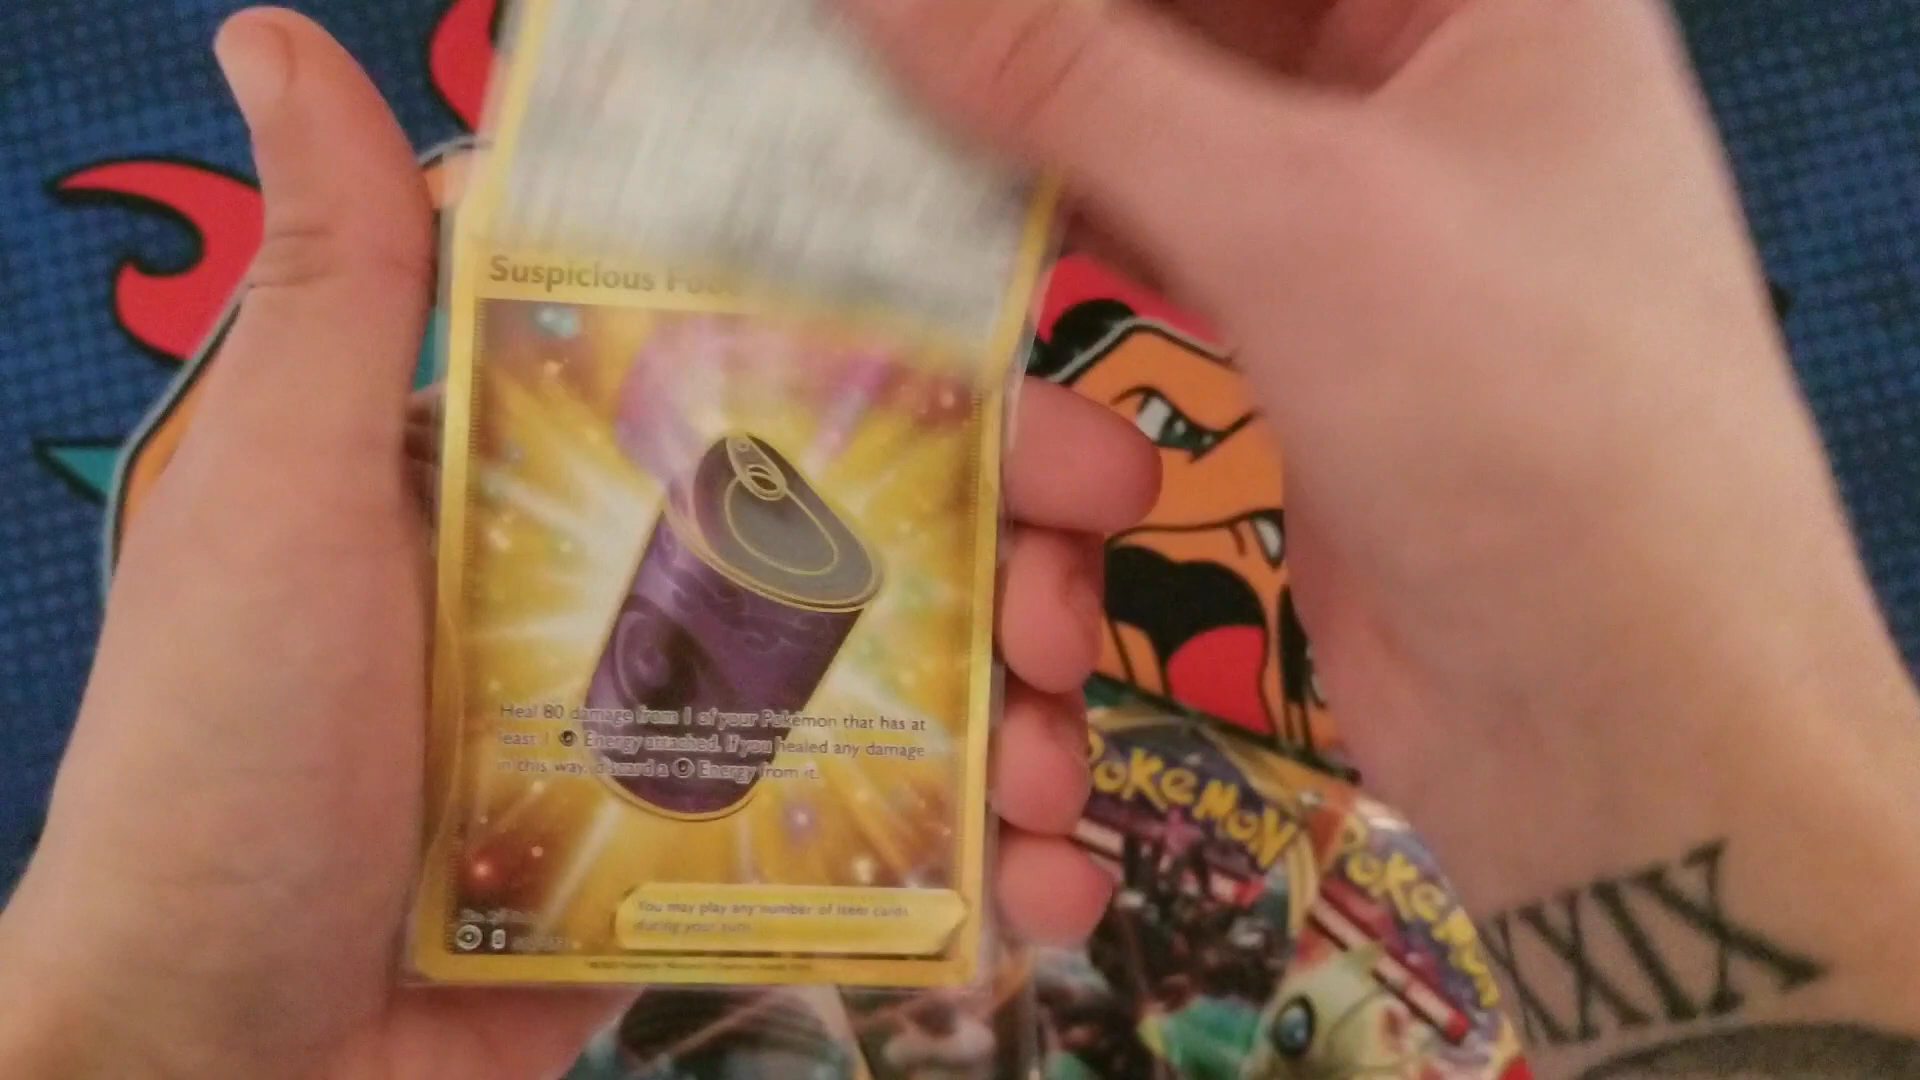 Suspicious Food
Heal 80 damage from 1 of your Pokémon that has at
least 1 Energy attached. If you healed any damage
in this way, discard a Energy from it.
You may play any number of Item cards
during your turn.
POKéMON
POKéMON
XXIX